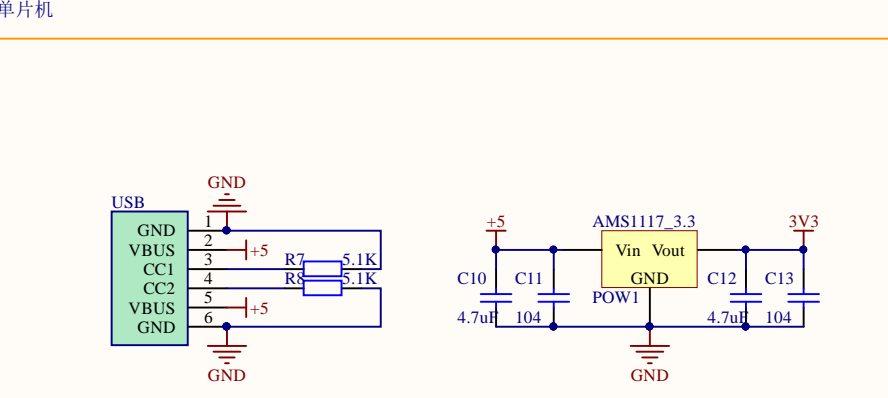 单片机
GND
USB
1
GND
2
VBUS
+5
3
CC1
R7
5.1K
4
CC2
R8
5.1K
5
VBUS
+5
6
GND
GND
+5
AMS1117_3.3
3V3
Vin Vout
GND
C10
C11
C12
C13
POW1
4.7uF
104
4.7uF
104
GND